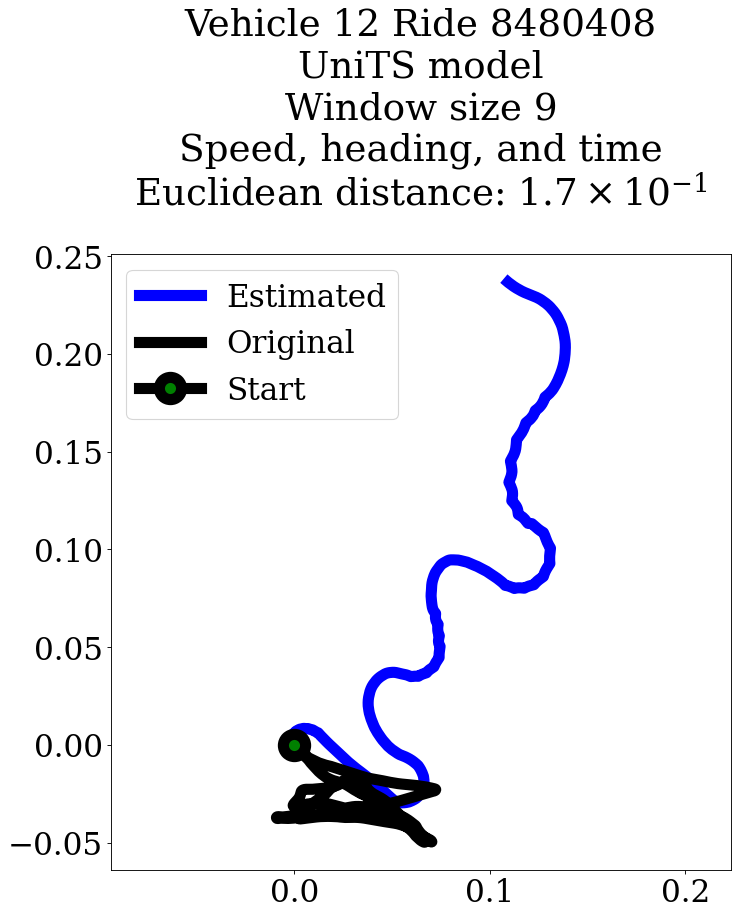 Vehicle 12 Ride 8480408
UniTS model
Window size 9
Speed, heading, and time
Euclidean distance: $1.7 \times 10^{-1}$
0.25
0.20
0.15
0.10
0.05
0.00
−0.05
Estimated
Original
Start
0.0 0.1 0.2